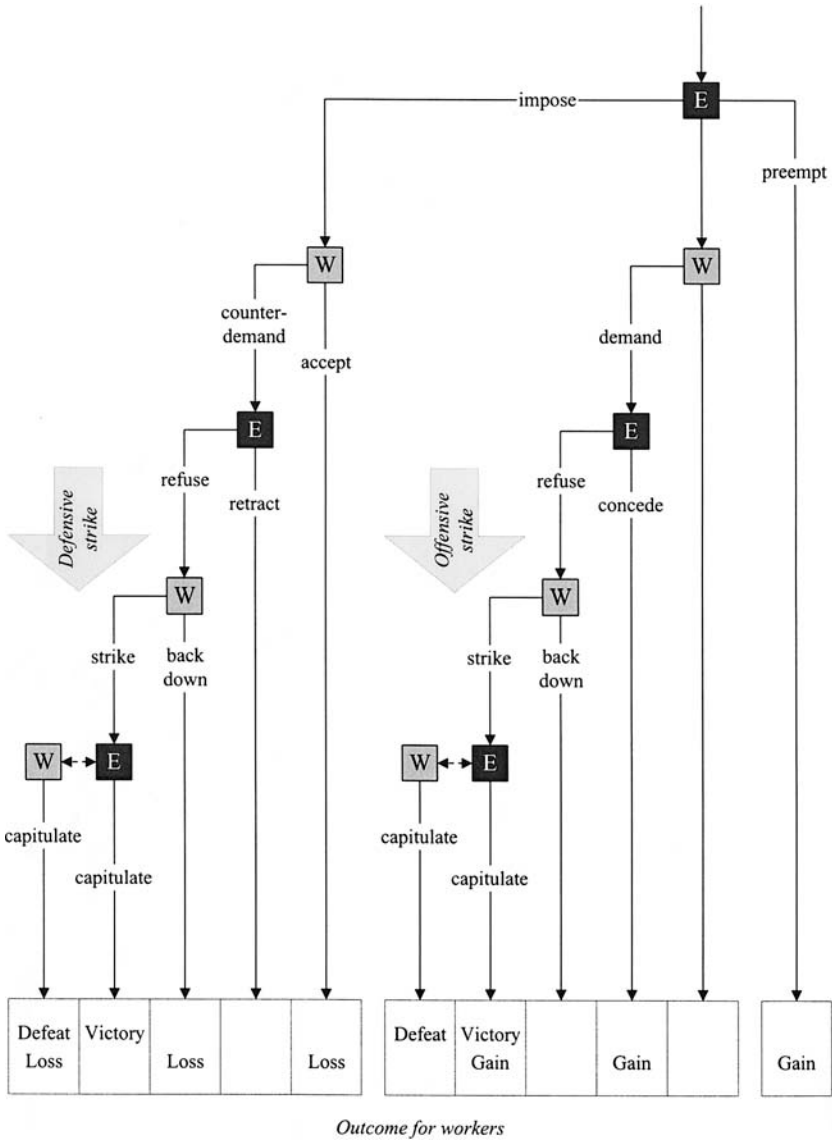 E
impose
preempt
W
W
counter-
demand
demand
accept
E
E
refuse
retract
refuse
concede
Defensive
strike
Offensive
strike
W
W
strike
back
down
strike
back
down
W
E
W
E
capitulate
capitulate
capitulate
capitulate
Defeat
Loss
Victory
Loss
Loss
Defeat
Victory
Gain
Gain
Gain
Outcome for workers